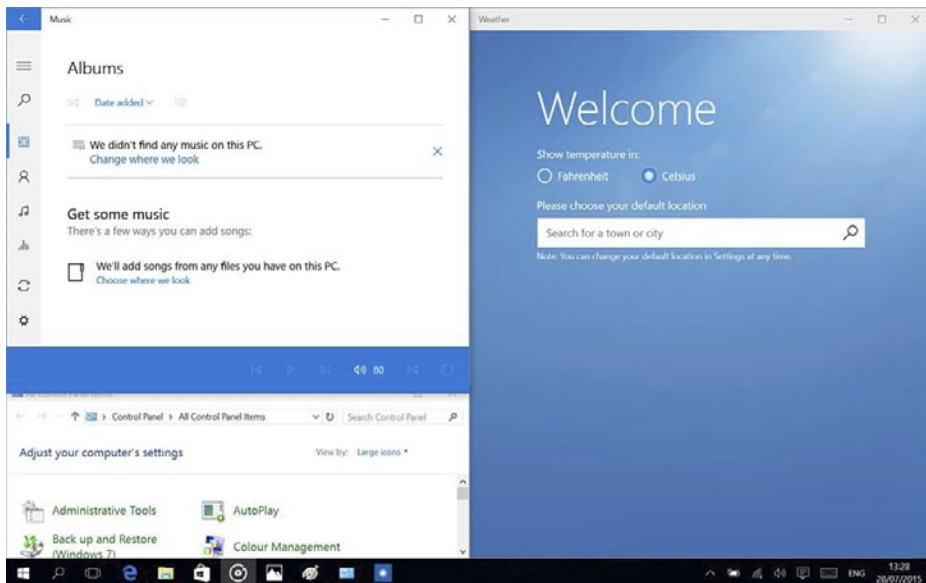 Music
Albums
Date added
We didn't find any music on this PC.
Change where we look
Get some music
There's a few ways you can add songs:
We'll add songs from any files you have on this PC.
Choose where we look
80
All Control Panel Items
Control Panel > All Control Panel Items
Search Control Panel
Adjust your computer's settings
View by: Large icons
Administrative Tools
AutoPlay
Back up and Restore
(Windows 7)
Colour Management
Weather
Welcome
Show temperature in:
Fahrenheit
Celsius
Please choose your default location
Search for a town or city
Note: You can change your default location in Settings at any time.
ENG
13:28
28/07/2015